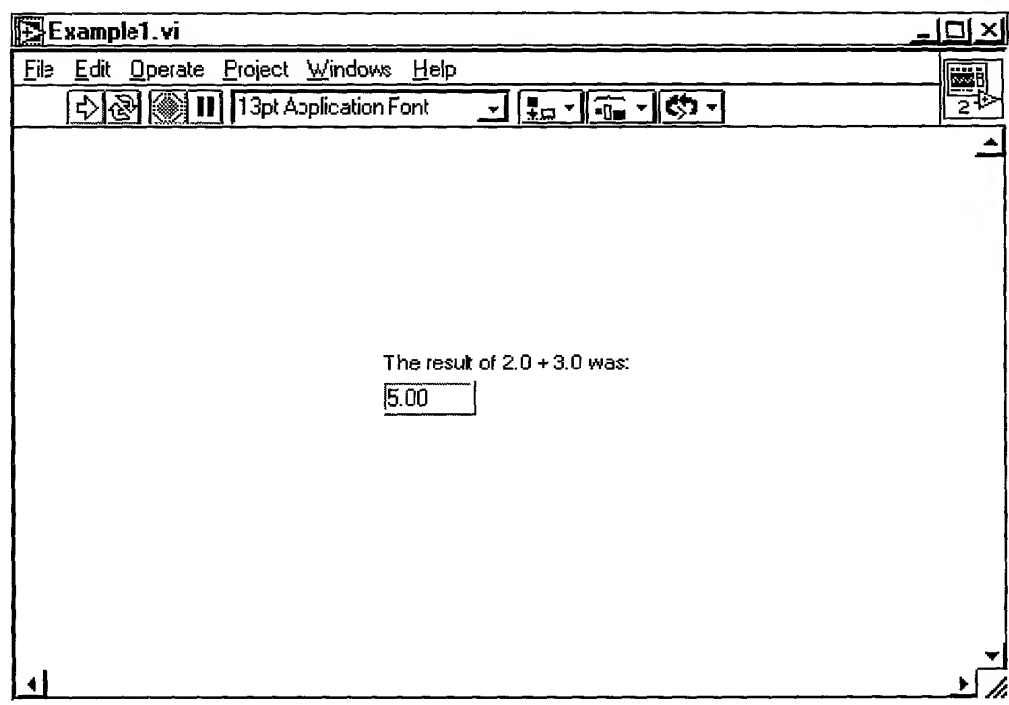 Example1.vi
File Edit Operate Project Windows Help
13pt Application Font
2
The result of 2.0 + 3.0 was:
5.00